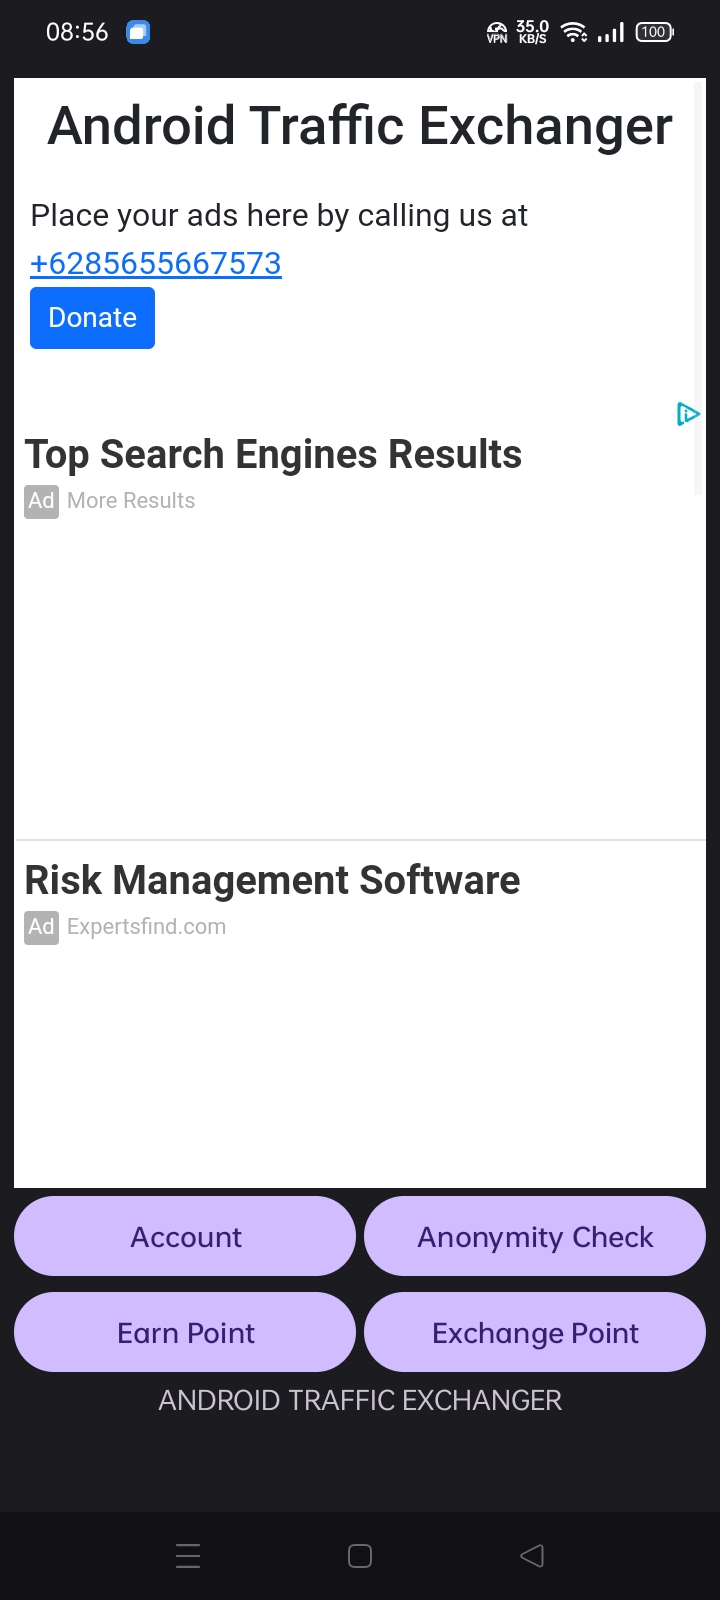 08:56
VPN
35.0
KB/S
100
Android Traffic Exchanger
Place your ads here by calling us at
+6285655667573
Donate
Top Search Engines Results
Ad More Results
Risk Management Software
Ad Expertsfind.com
Account
Anonymity Check
Earn Point
Exchange Point
ANDROID TRAFFIC EXCHANGER